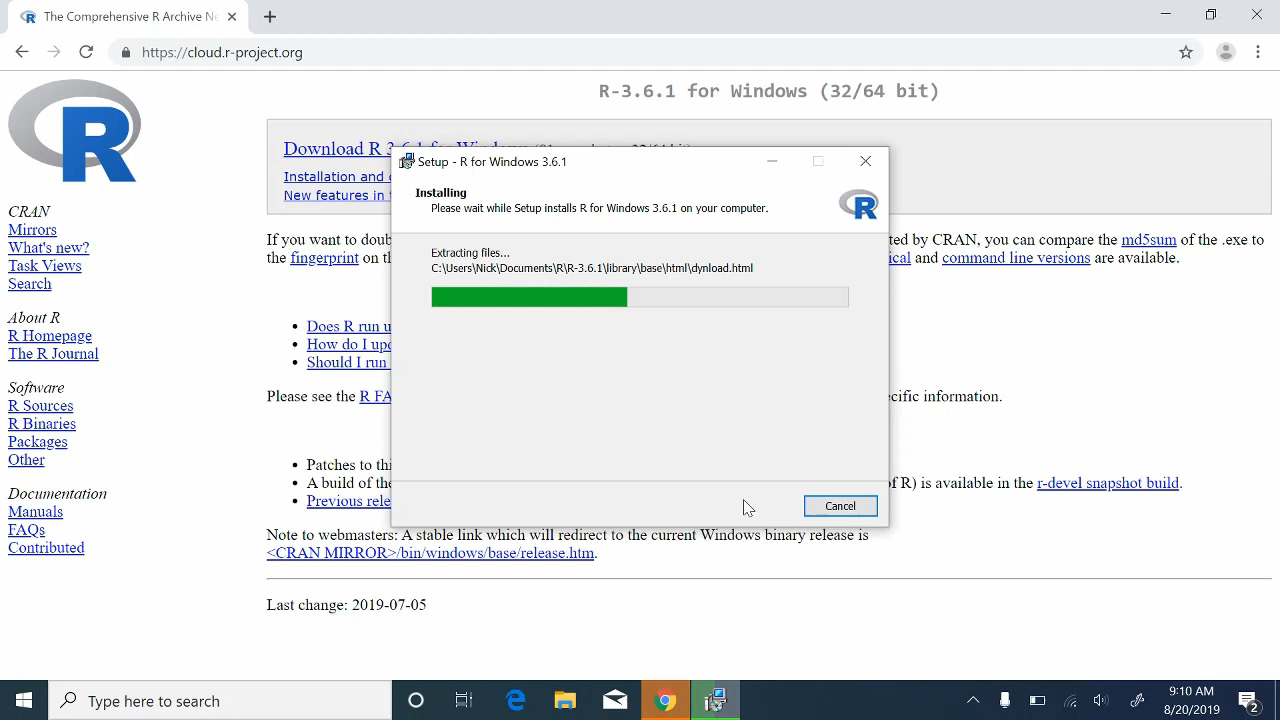 The Comprehensive R Archive Ne
https://cloud.r-project.org
R
CRAN
Mirrors
What's new?
Task Views
Search
About R
R Homepage
The R Journal
Software
R Sources
R Binaries
Packages
Other
Documentation
Manuals
FAQs
Contributed
R-3.6.1 for Windows (32/64 bit)
Download R 3.6.1 for Windows
Installation and
New features in
If you want to doub
ted by CRAN, you can compare the md5sum of the .exe to
the fingerprint on th
ical and command line versions are available.
Does R run u
How do I upd
Should I run
Please see the R FA
ecific information.
Patches to thi
A build of the
of R) is available in the r-devel snapshot build.
Previous rele
Note to webmasters: A stable link which will redirect to the current Windows binary release is
<CRAN MIRROR>/bin/windows/base/release.htm.
Last change: 2019-07-05
Setup - R for Windows 3.6.1
Installing
Please wait while Setup installs R for Windows 3.6.1 on your computer.
R
Extracting files...
C:\Users\Nick\Documents\R\R-3.6.1\library\base\html\dynload.html
Cancel
Type here to search
9:10 AM
8/20/2019
2